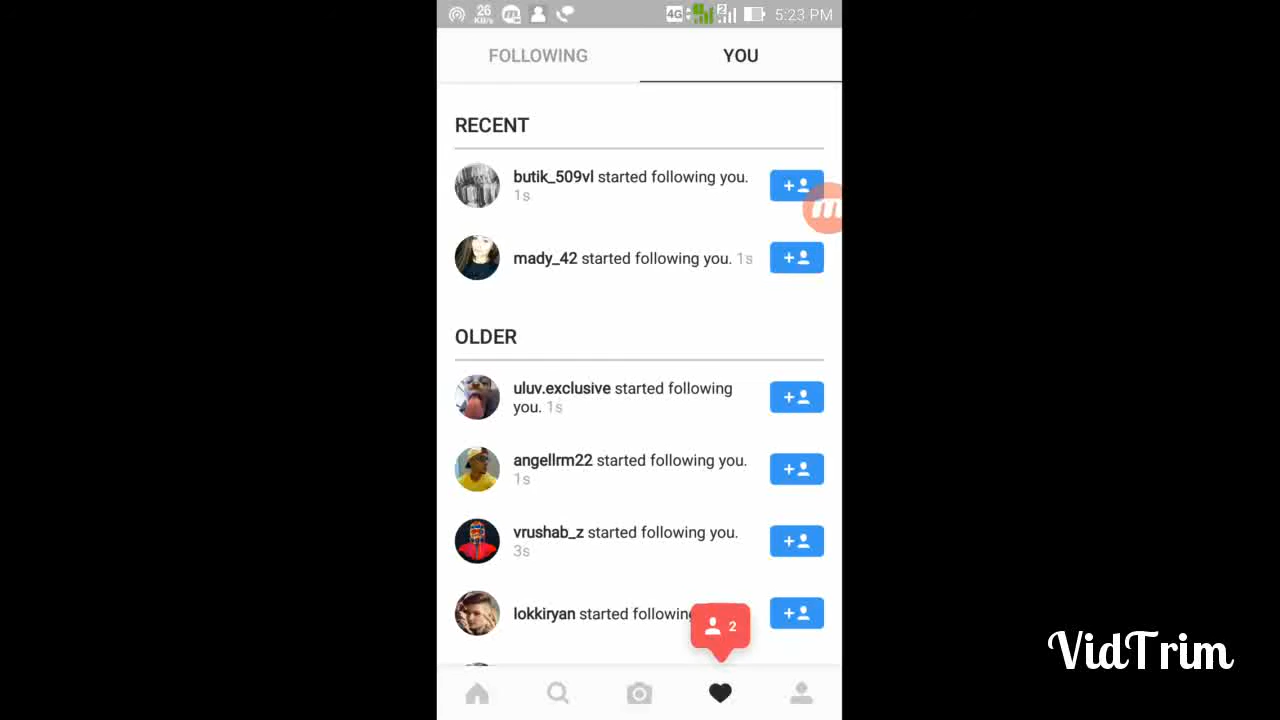 26
KB/s
4G
2
5:23 PM
FOLLOWING
YOU
RECENT
butik_509vl started following you.
1s
m
mady_42 started following you. 1s
OLDER
uluv.exclusive started following
you. 1s
angellrm22 started following you.
1s
vrushab_z started following you.
3s
lokkiryan started following
2
VidTrim